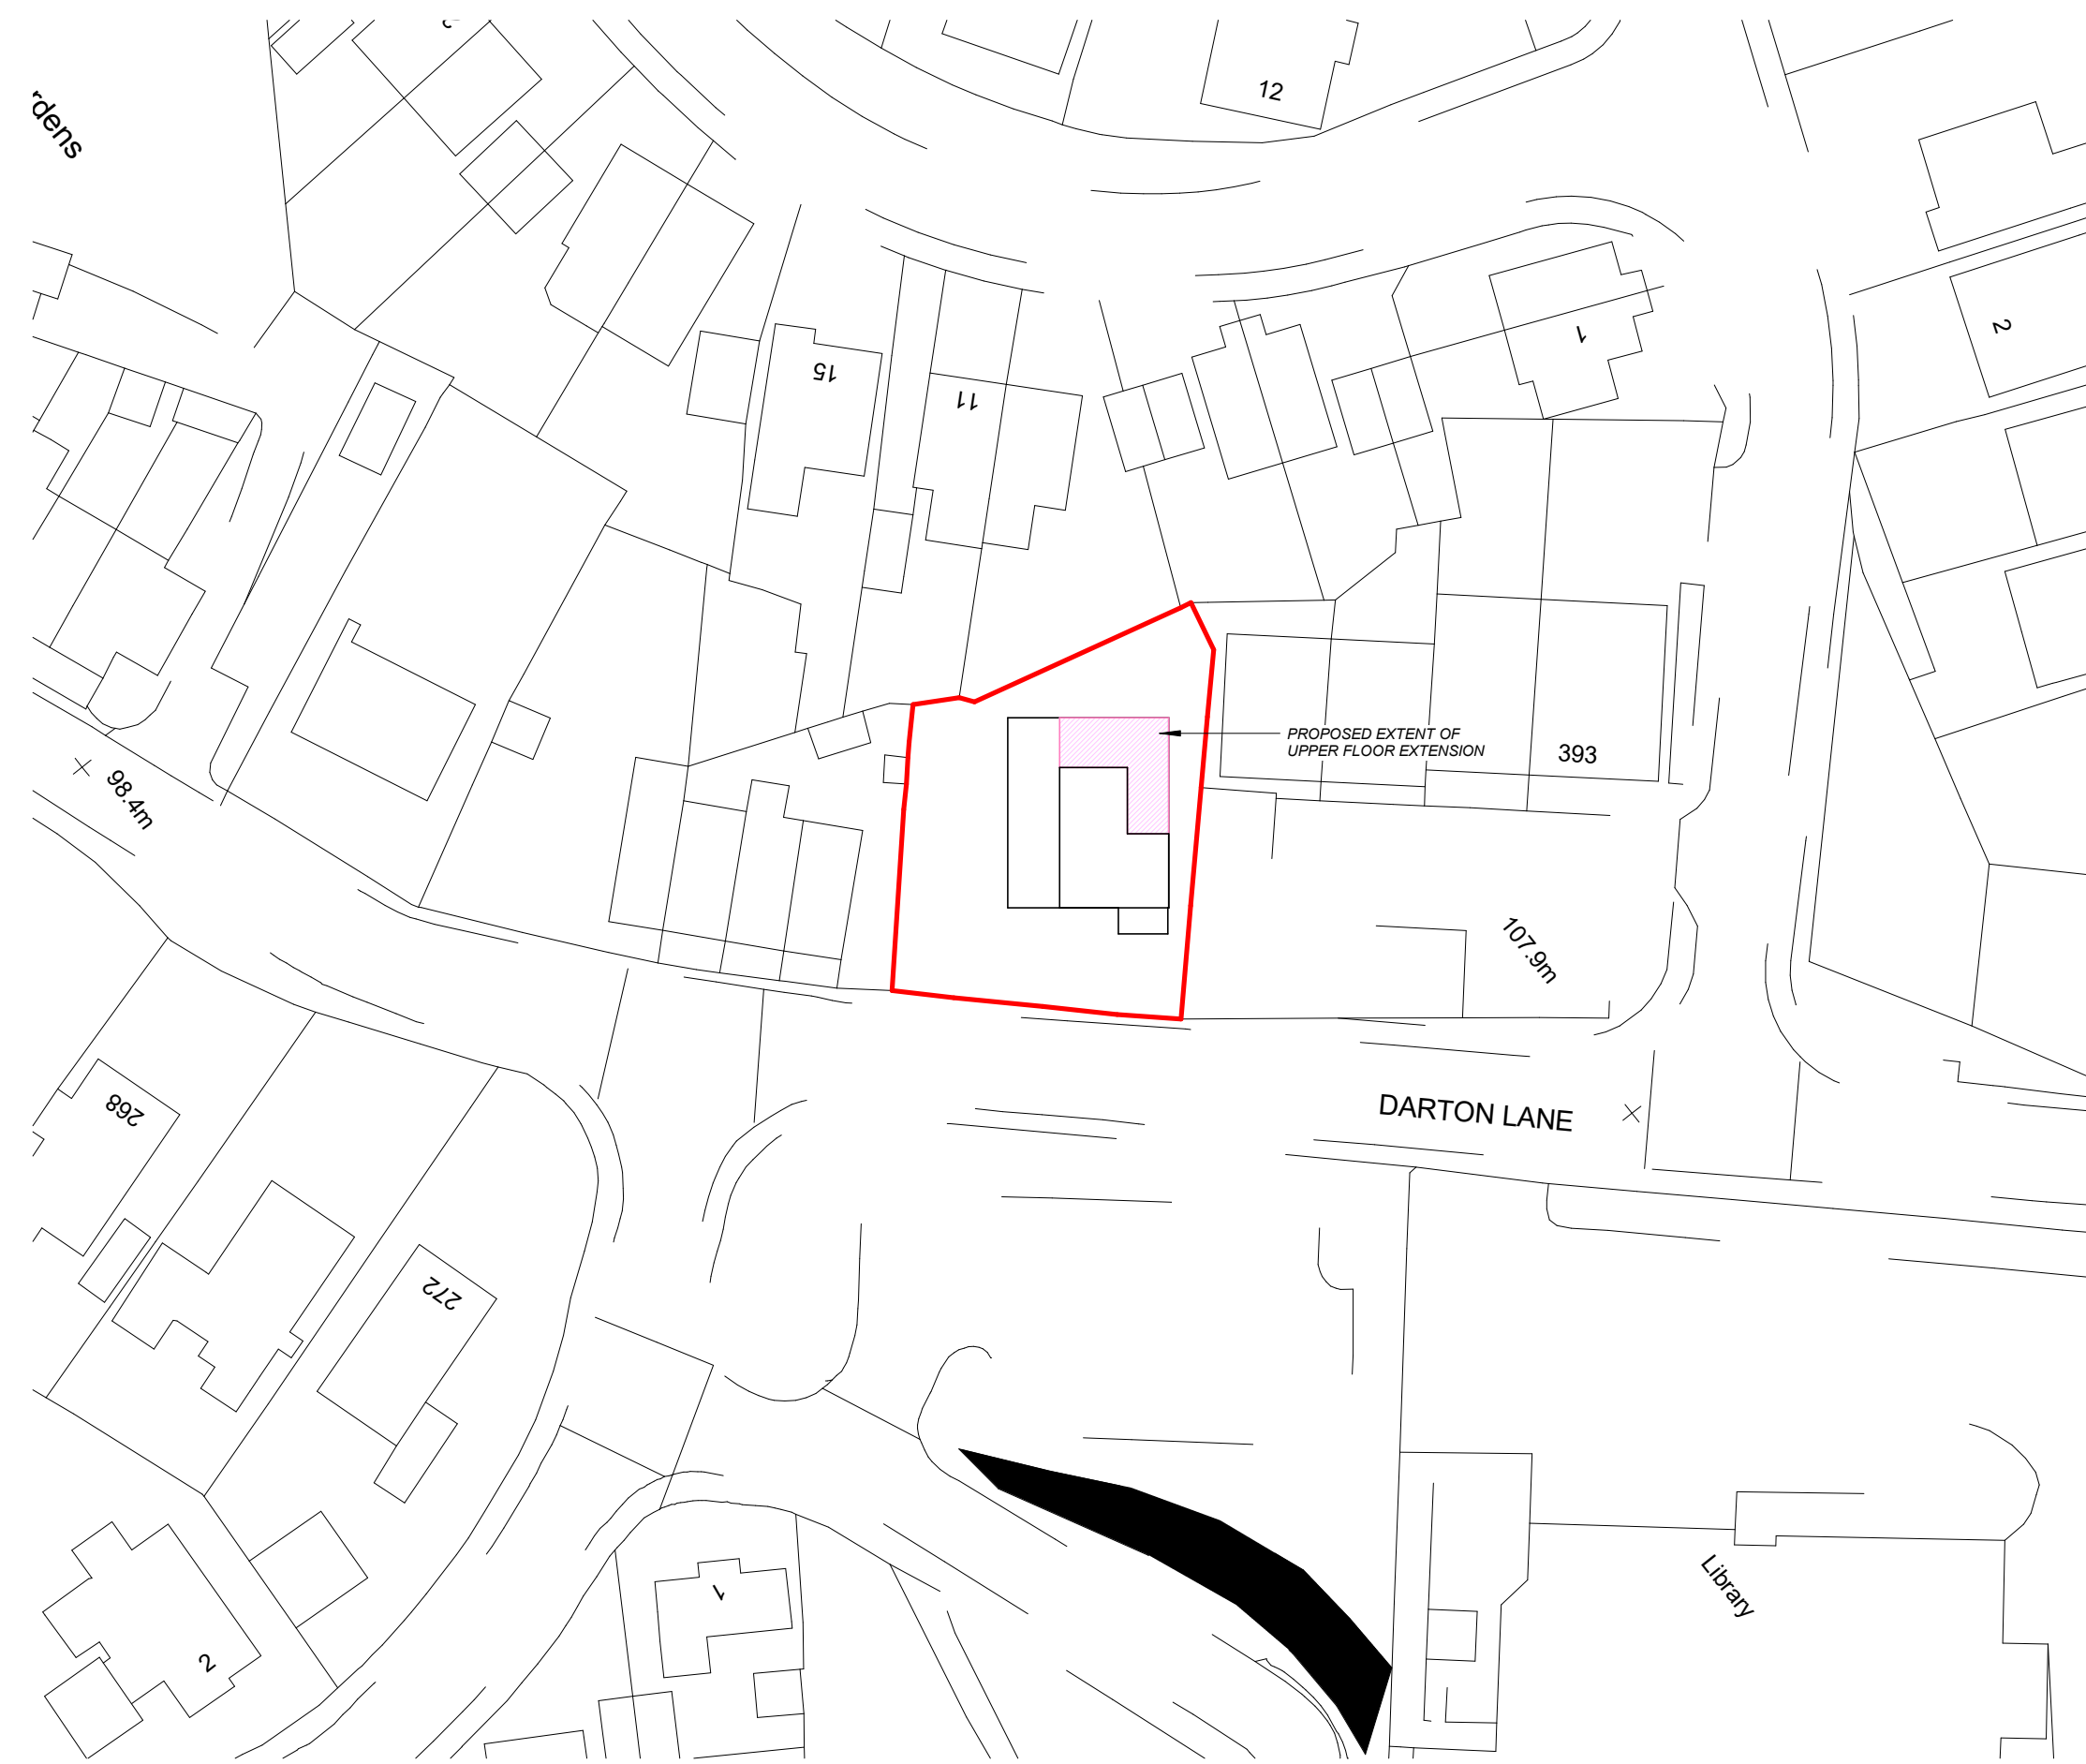 12
rdens
1
2
15
11
PROPOSED EXTENT OF
UPPER FLOOR EXTENSION
393
98.4m
107.9m
268
DARTON LANE
272
Library
1
2